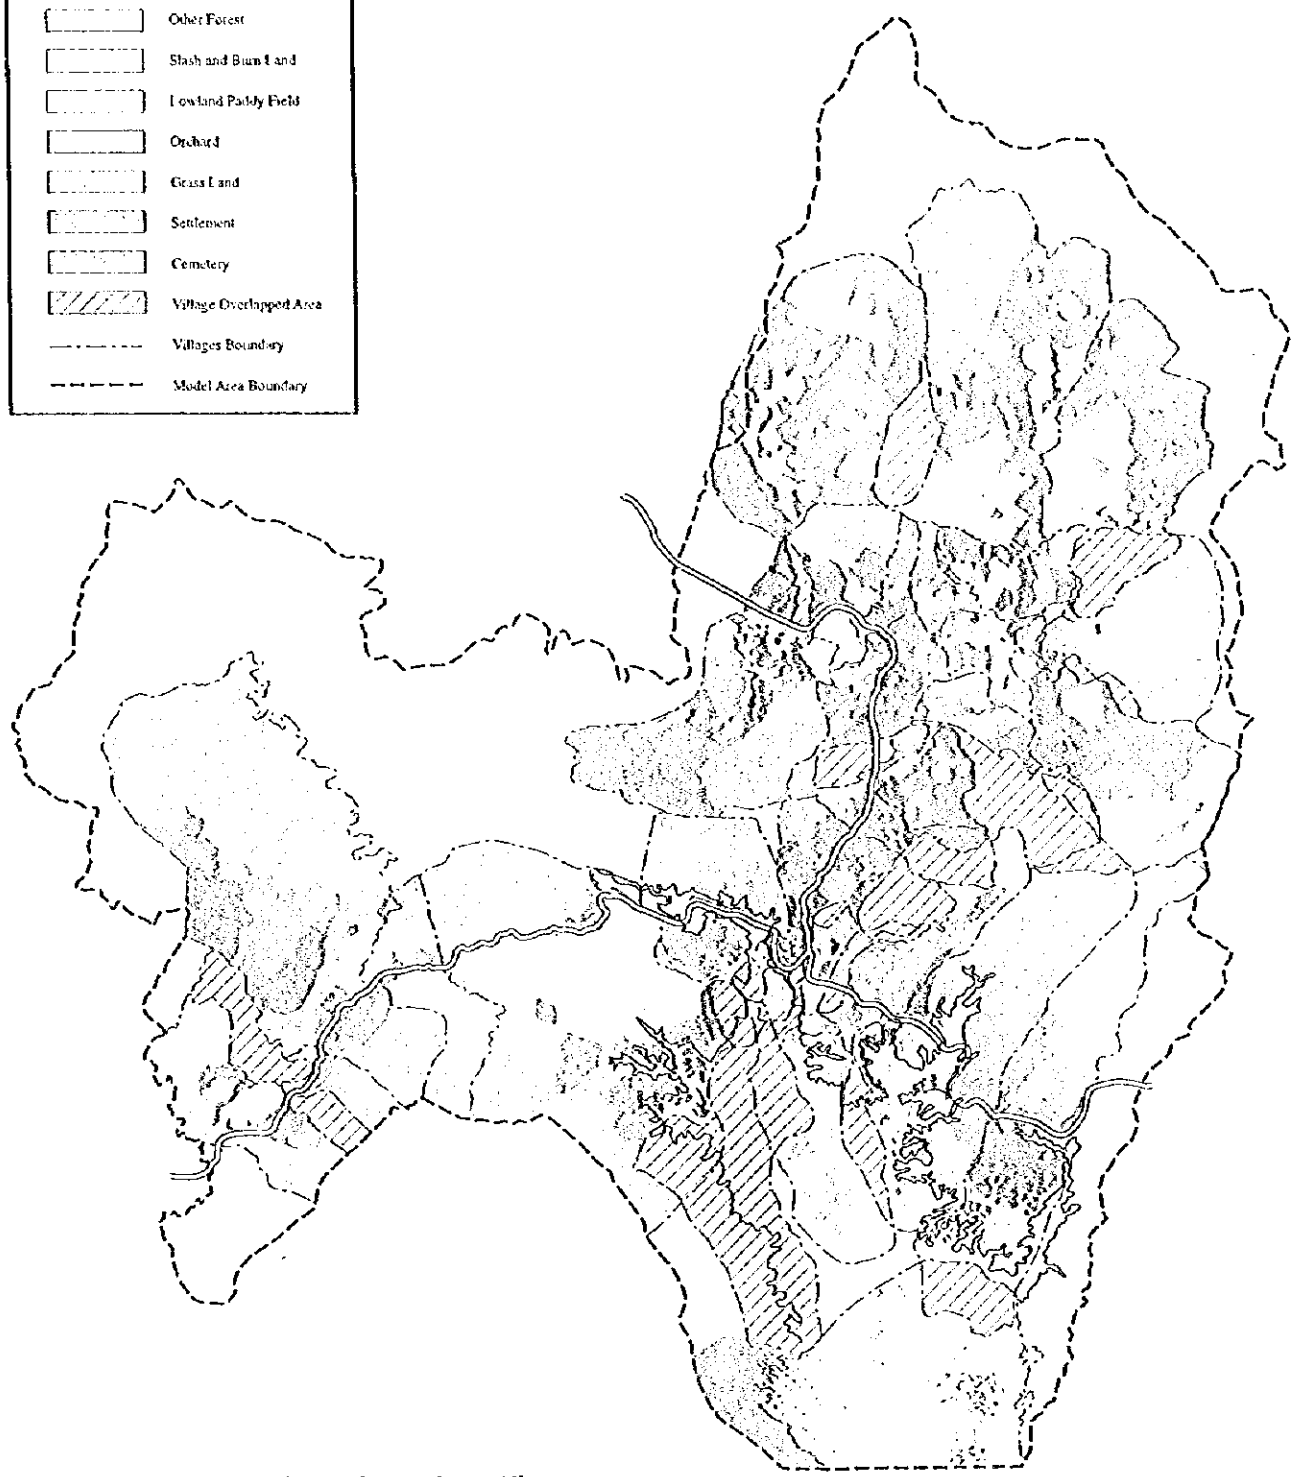 Other Forest
Slash and Burn Land
Lowland Paddy Field
Orchard
Grass Land
Settlement
Cemetery
Village Overlapped Area
Villages Boundary
Model Area Boundary